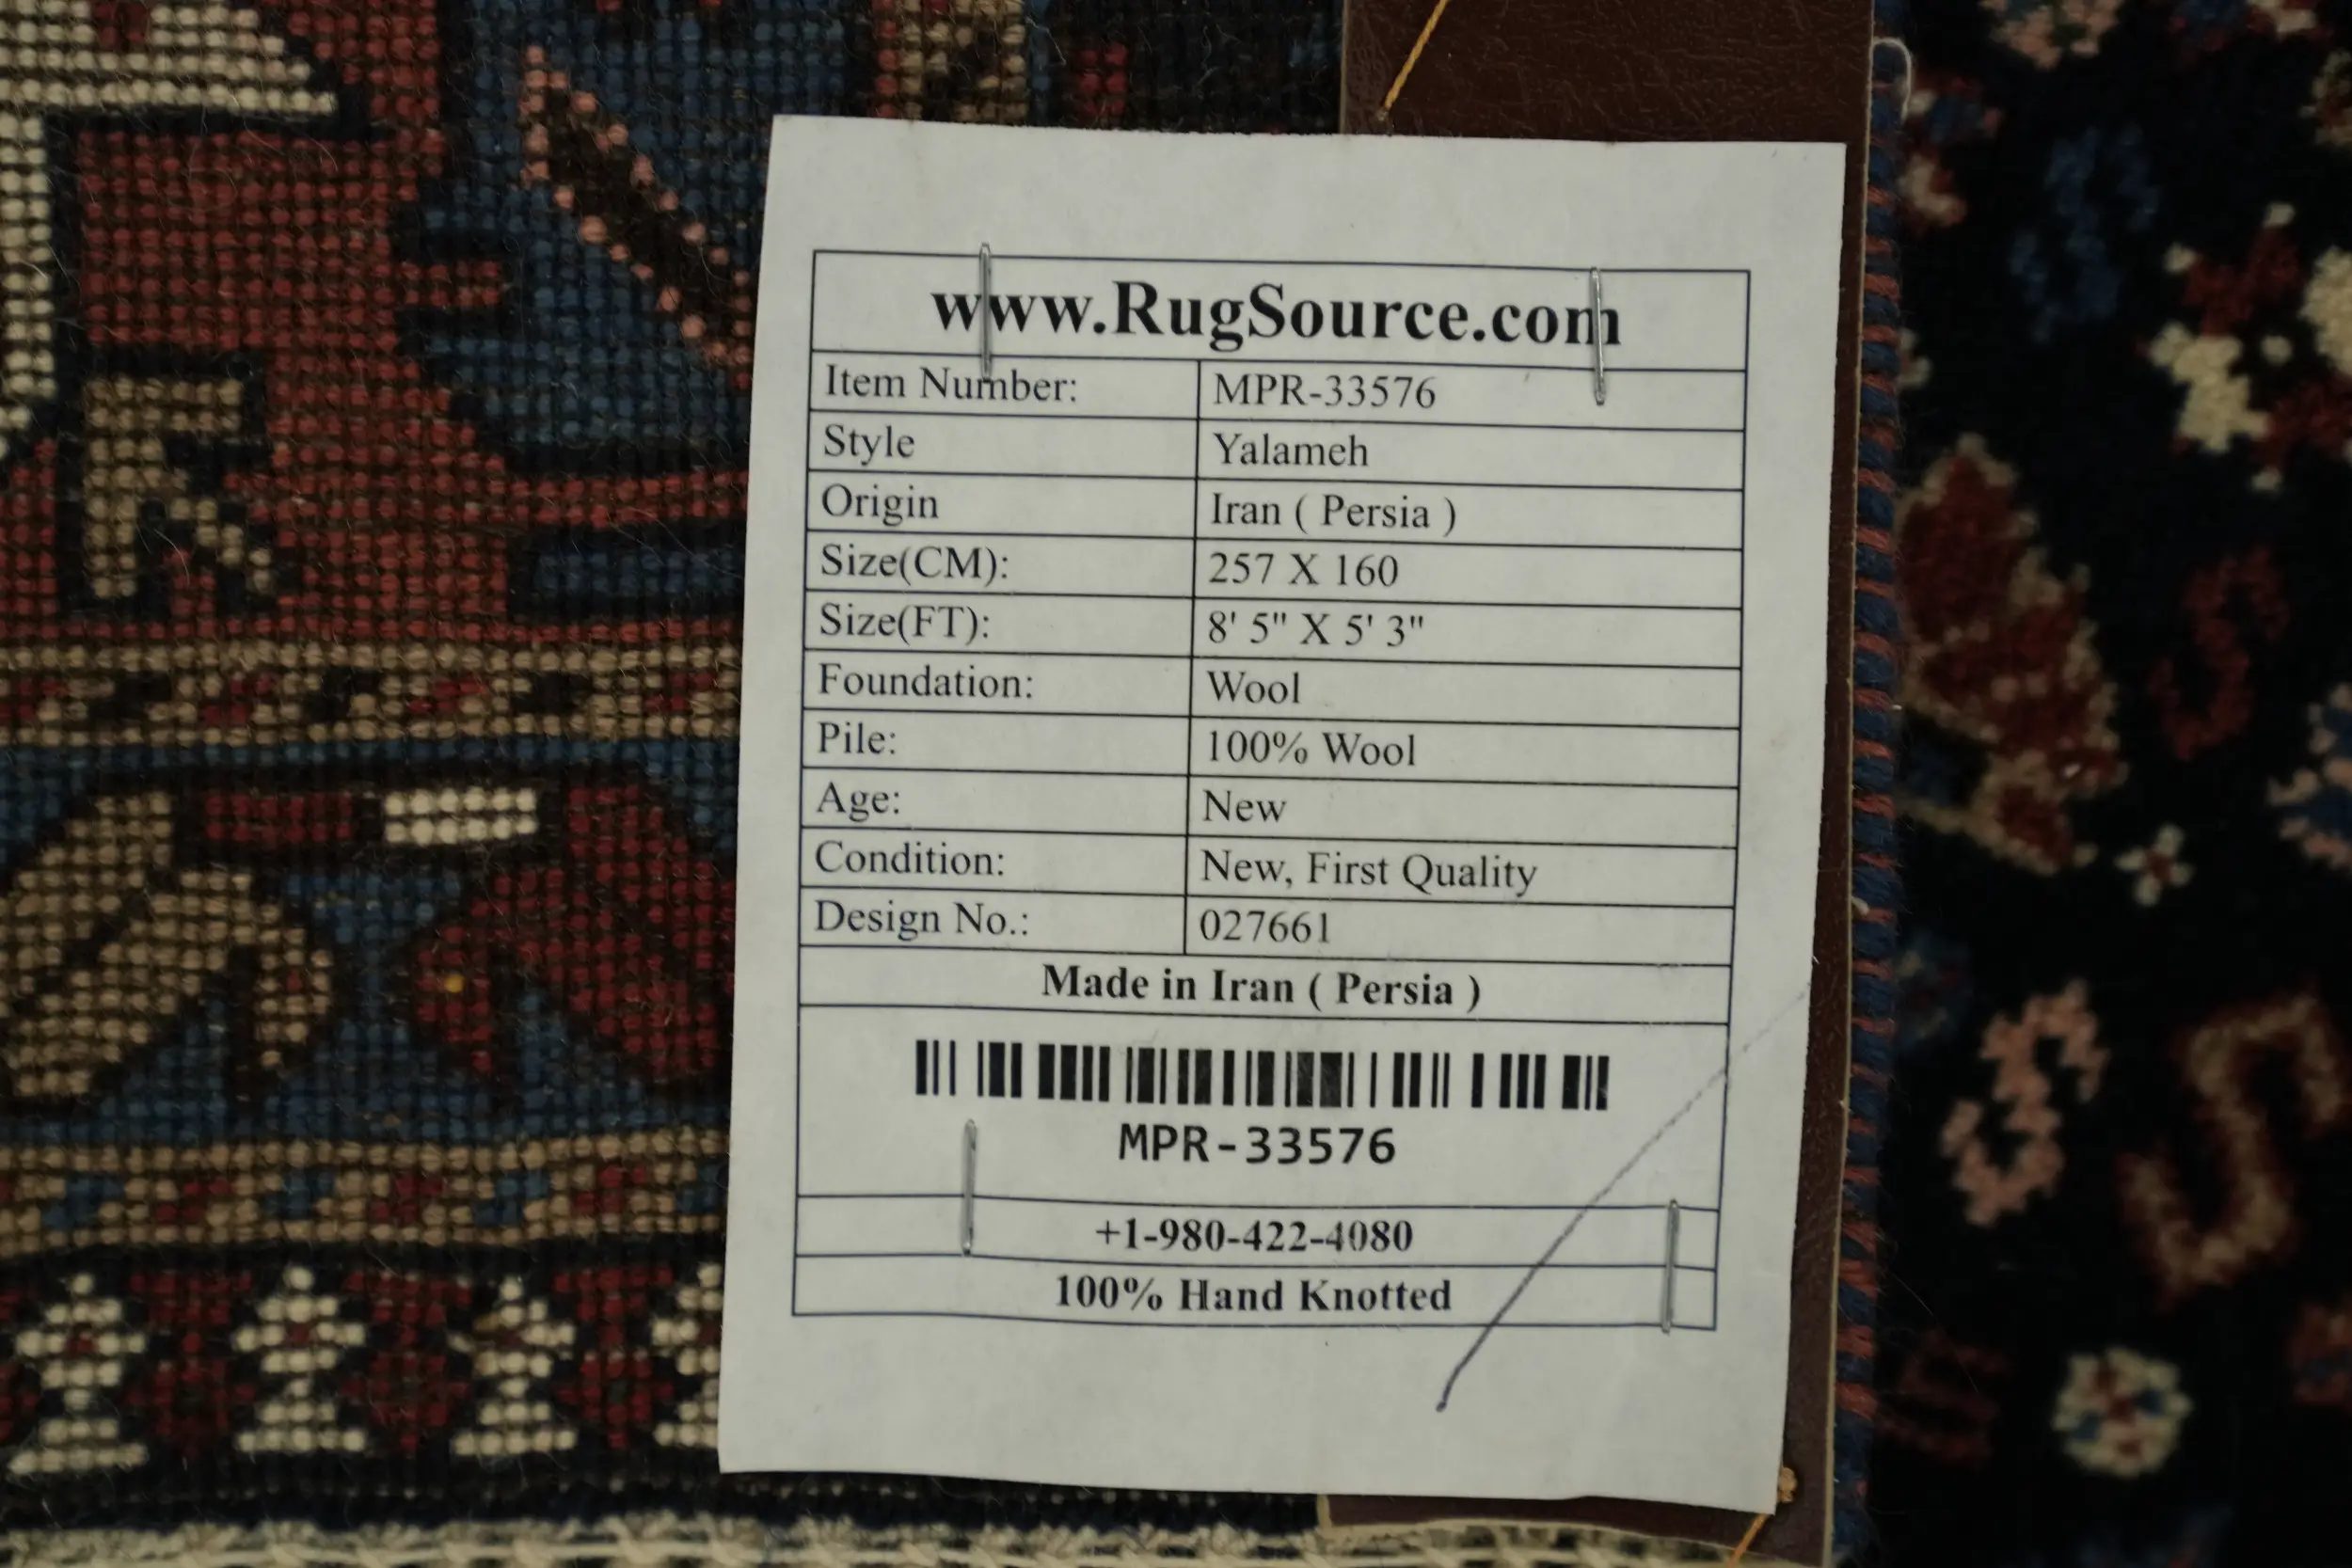 www.RugSource.com
Item Number: MPR-33576
Style Yalameh
Origin Iran ( Persia )
Size(CM): 257 X 160
Size(FT): 8' 5" X 5' 3"
Foundation: Wool
Pile: 100% Wool
Age: New
Condition: New, First Quality
Design No.: 027661
Made in Iran ( Persia )
MPR-33576
+1-980-422-4080
100% Hand Knotted